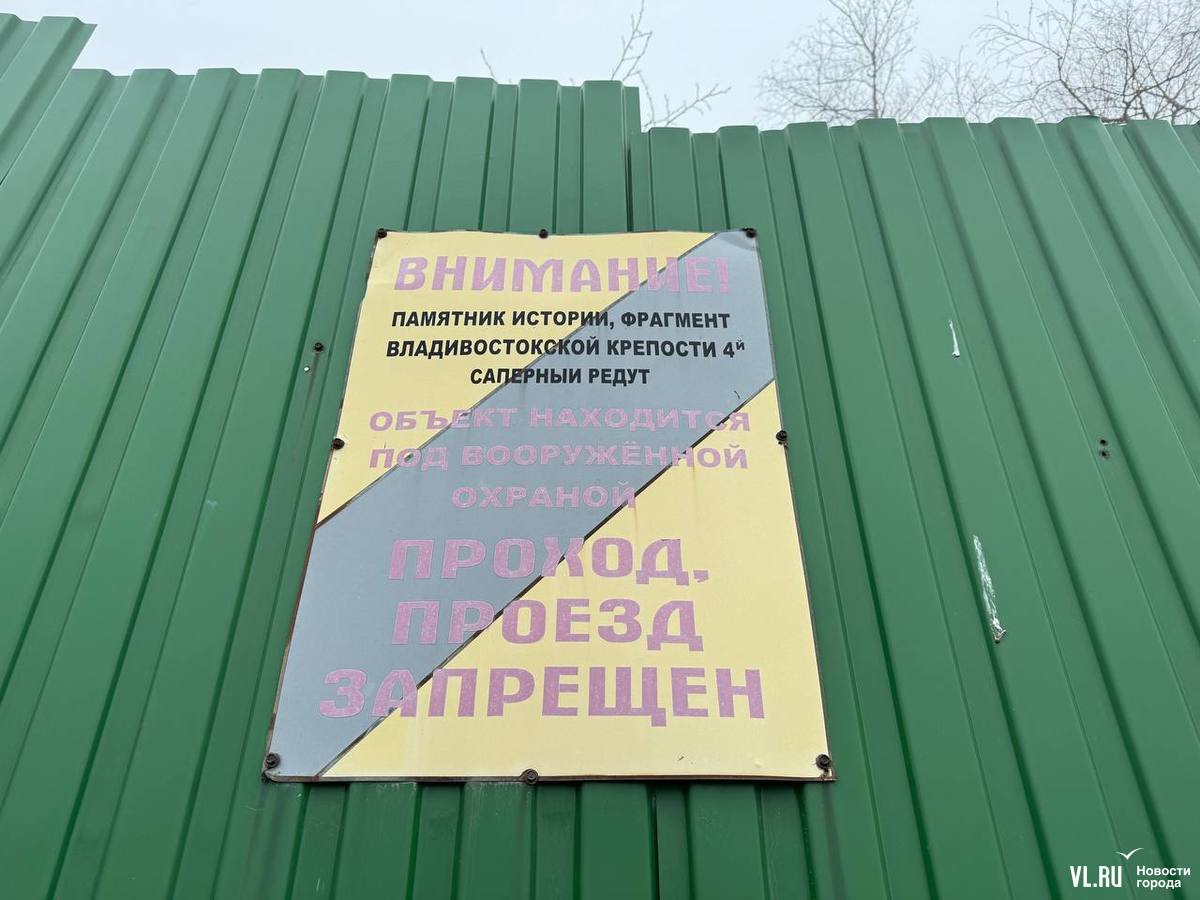 ВНИМАНИЕ!
ПАМЯТНИК ИСТОРИИ, ФРАГМЕНТ
ВЛАДИВОСТОКСКОЙ КРЕПОСТИ 4й
САПЕРНЫЙ РЕДУТ
ОБЪЕКТ НАХОДИТСЯ
ПОД ВООРУЖЁННОЙ
ОХРАНОЙ
ПРОХОД,
ПРОЕЗД
ЗАПРЕЩЕН
VL.RU Новости
города